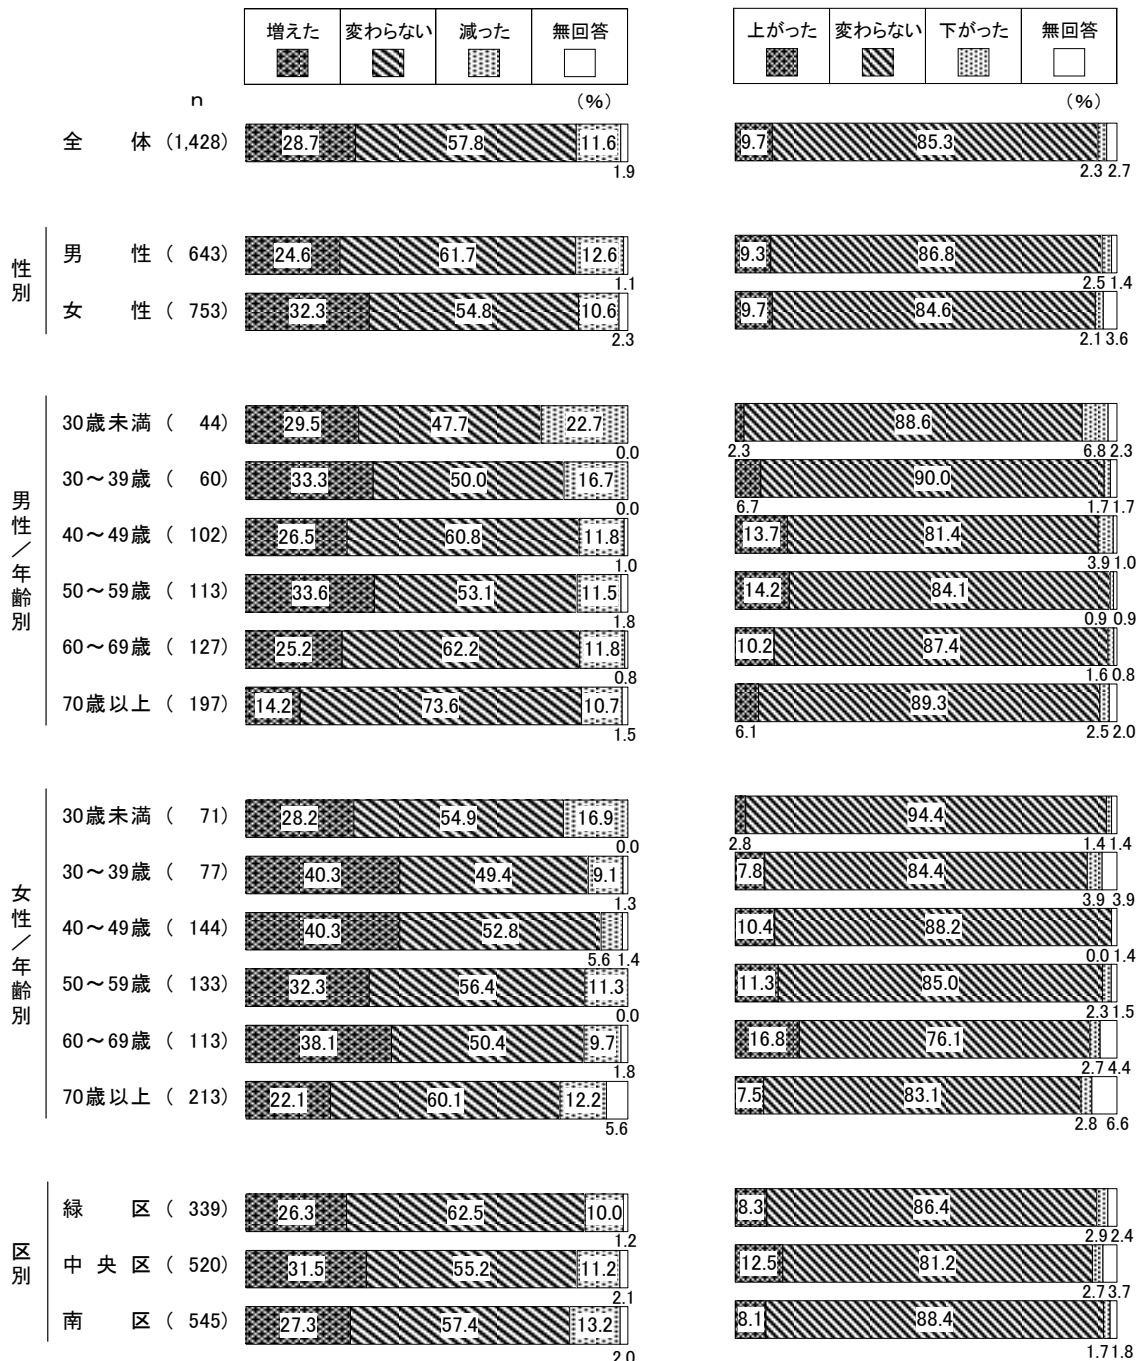 増えた 変わらない 減った 無回答 上がった 変わらない 下がった 無回答
n (%) (%)
全体 (1,428) 28.7 57.8 11.6 9.7 85.3
1.9 2.3 2.7
性別
男性 ( 643) 24.6 61.7 12.6 9.3 86.8
1.1 2.5 1.4
女性 ( 753) 32.3 54.8 10.6 9.7 84.6
2.3 2.1 3.6
男性／年齢別
30歳未満 ( 44) 29.5 47.7 22.7 88.6
0.0 2.3 6.8 2.3
30～39歳 ( 60) 33.3 50.0 16.7 90.0
0.0 6.7 1.7 1.7
40～49歳 ( 102) 26.5 60.8 11.8 13.7 81.4
1.0 3.9 1.0
50～59歳 ( 113) 33.6 53.1 11.5 14.2 84.1
1.8 0.9 0.9
60～69歳 ( 127) 25.2 62.2 11.8 10.2 87.4
0.8 1.6 0.8
70歳以上 ( 197) 14.2 73.6 10.7 89.3
1.5 6.1 2.5 2.0
女性／年齢別
30歳未満 ( 71) 28.2 54.9 16.9 94.4
0.0 2.8 1.4 1.4
30～39歳 ( 77) 40.3 49.4 9.1 7.8 84.4
1.3 3.9 3.9
40～49歳 ( 144) 40.3 52.8 10.4 88.2
5.6 1.4 0.0 1.4
50～59歳 ( 133) 32.3 56.4 11.3 11.3 85.0
0.0 2.3 1.5
60～69歳 ( 113) 38.1 50.4 9.7 16.8 76.1
1.8 2.7 4.4
70歳以上 ( 213) 22.1 60.1 12.2 7.5 83.1
5.6 2.8 6.6
区別
緑区 ( 339) 26.3 62.5 10.0 8.3 86.4
1.2 2.9 2.4
中央区 ( 520) 31.5 55.2 11.2 12.5 81.2
2.1 2.7 3.7
南区 ( 545) 27.3 57.4 13.2 8.1 88.4
2.0 1.7 1.8